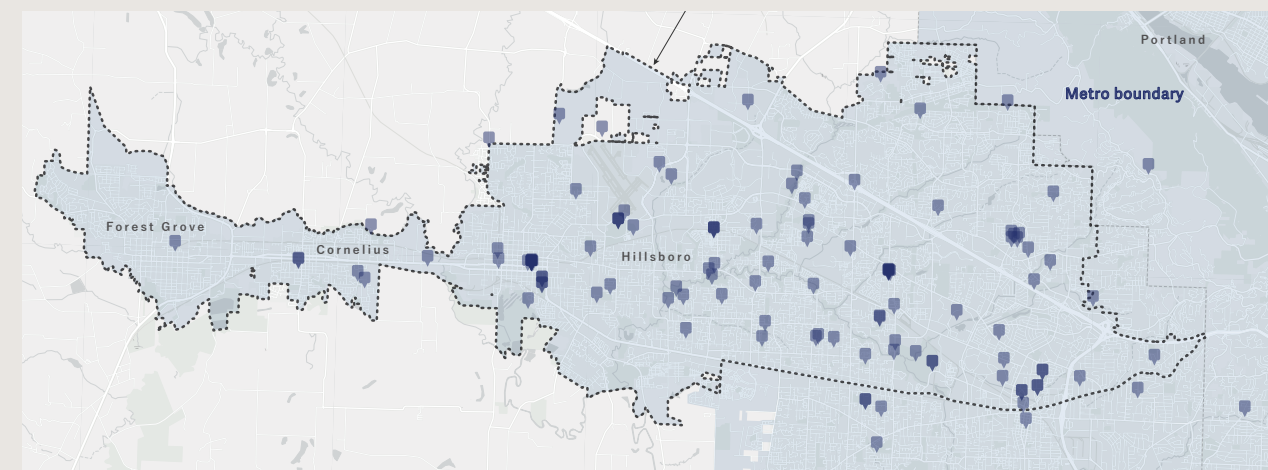 Portland
Metro boundary
Forest Grove
Cornelius
Hillsboro